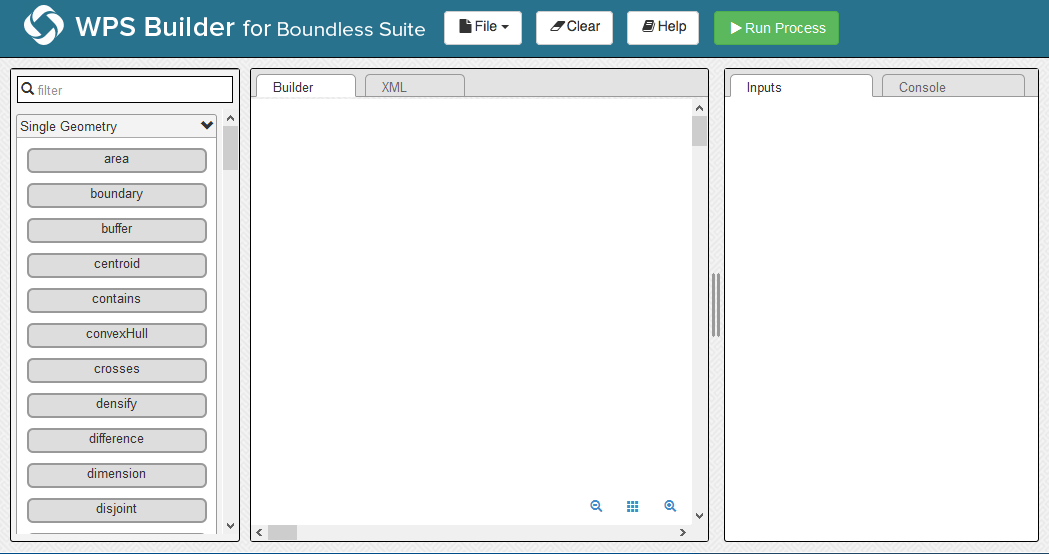 WPS Builder for Boundless Suite
File
Clear
Help
Run Process
filter
Single Geometry
area
boundary
buffer
centroid
contains
convexHull
crosses
densify
difference
dimension
disjoint
Builder
XML
Inputs
Console